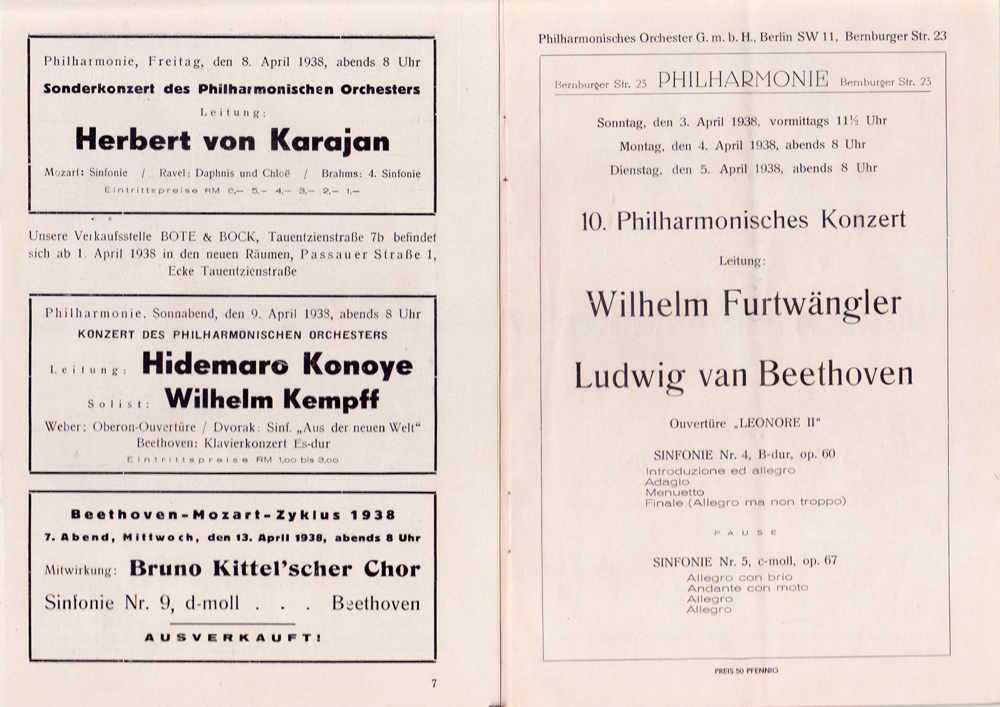 Philharmonie, Freitag, den 8. April 1938, abends 8 Uhr
Sonderkonzert des Philharmonischen Orchesters
Leitung:
Herbert von Karajan
Mozart: Sinfonie / Ravel: Daphnis und Chloë / Brahms: 4. Sinfonie
Eintrittspreise RM 6,— 5,— 4,— 3,— 2,— 1,—
Unsere Verkaufsstelle BOTE & BOCK, Tauentzienstraße 7b befindet
sich ab 1. April 1938 in den neuen Räumen, Passauer Straße 1,
Ecke Tauentzienstraße
Philharmonie. Sonnabend, den 9. April 1938, abends 8 Uhr
KONZERT DES PHILHARMONISCHEN ORCHESTERS
Leitung: Hidemaro Konoye
Solist: Wilhelm Kempff
Weber: Oberon-Ouvertüre / Dvorak: Sinf. „Aus der neuen Welt“
Beethoven: Klavierkonzert Es-dur
Eintrittspreise RM 1,00 bis 3,00
Beethoven-Mozart-Zyklus 1938
7. Abend, Mittwoch, den 13. April 1938, abends 8 Uhr
Mitwirkung: Bruno Kittel'scher Chor
Sinfonie Nr. 9, d-moll . . . Beethoven
AUSVERKAUFT!
7
Philharmonisches Orchester G. m. b. H., Berlin SW 11, Bernburger Str. 23
Bernburger Str. 23 PHILHARMONIE Bernburger Str. 23
Sonntag, den 3. April 1938, vormittags 11½ Uhr
Montag, den 4. April 1938, abends 8 Uhr
Dienstag, den 5. April 1938, abends 8 Uhr
10. Philharmonisches Konzert
Leitung:
Wilhelm Furtwängler
Ludwig van Beethoven
Ouvertüre „LEONORE II“
SINFONIE Nr. 4, B-dur, op. 60
Introduzione ed allegro
Adagio
Menuetto
Finale (Allegro ma non troppo)
PAUSE
SINFONIE Nr. 5, c-moll, op. 67
Allegro con brio
Andante con moto
Allegro
Allegro
PREIS 50 PFENNIG